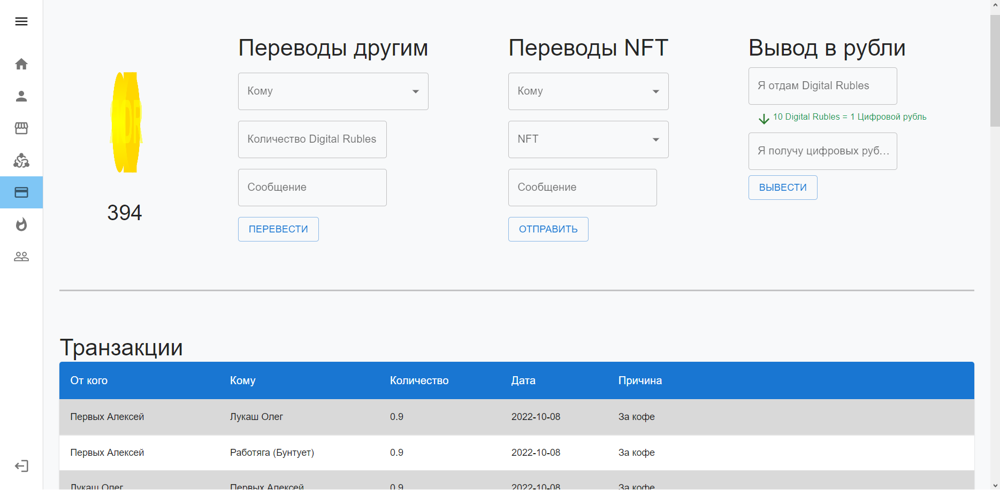 DR
394
Переводы другим
Кому
Количество Digital Rubles
Сообщение
ПЕРЕВЕСТИ
Переводы NFT
Кому
NFT
Сообщение
ОТПРАВИТЬ
Вывод в рубли
Я отдам Digital Rubles
10 Digital Rubles = 1 Цифровой рубль
Я получу цифровых руб...
ВЫВЕСТИ
Транзакции
От кого Кому Количество Дата Причина
Первых Алексей Лукаш Олег 0.9 2022-10-08 За кофе
Первых Алексей Работяга (Бунтует) 0.9 2022-10-08 За кофе
Лукаш Олег Первых Алексей 0.9 2022-10-08 За кофе